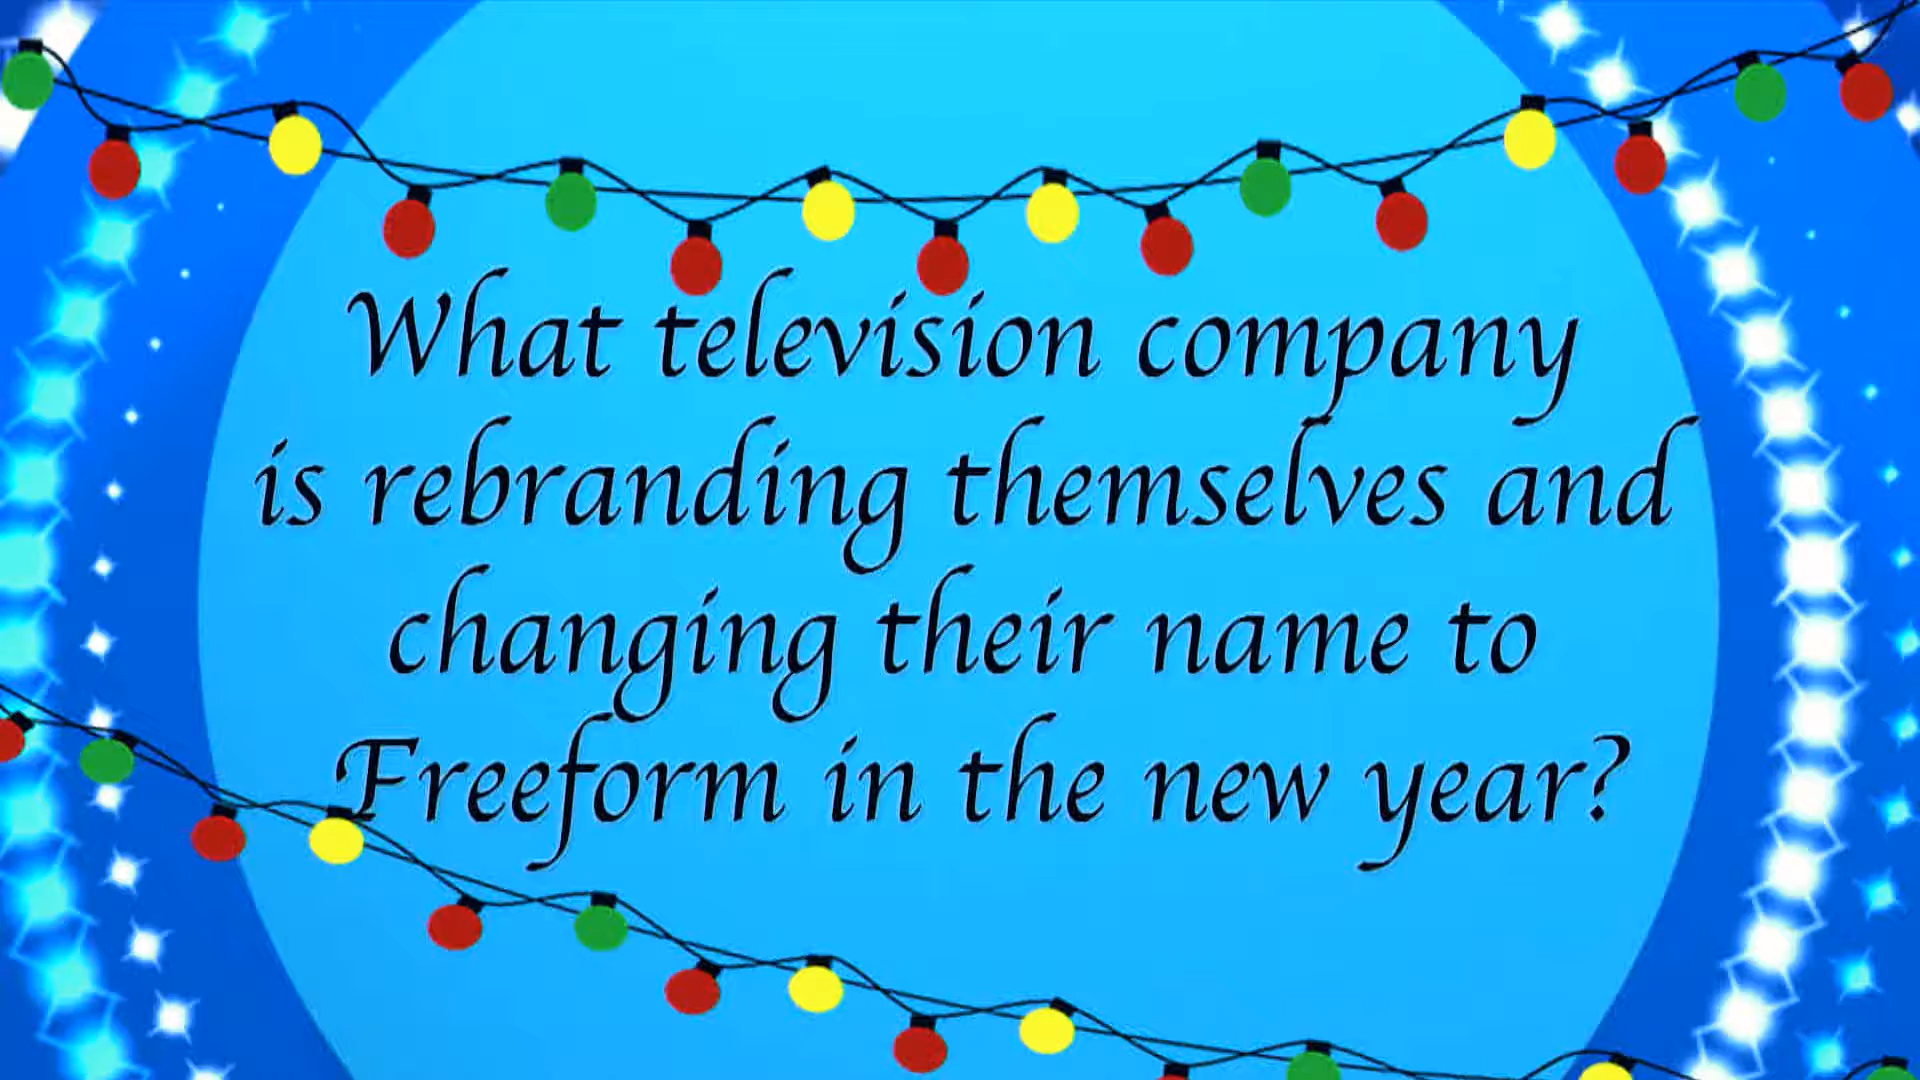 What television company
is rebranding themselves and
changing their name to
Freeform in the new year?